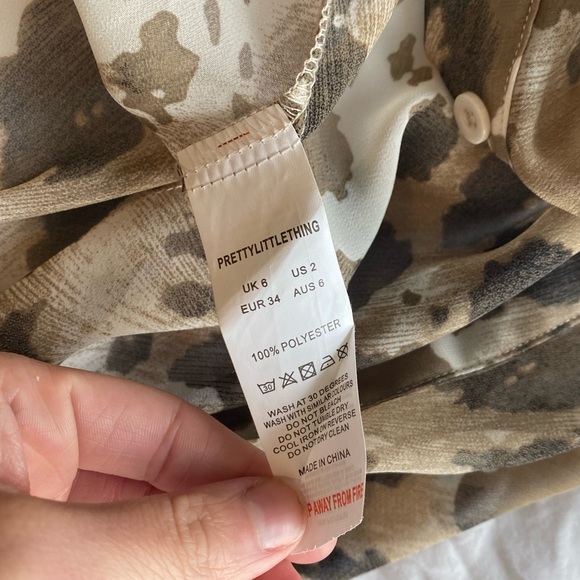 PRETTYLITTLETHING
UK 6 US 2
EUR 34 AUS 6
100% POLYESTER
30
WASH AT 30 DEGREES
WASH WITH SIMILAR COLOURS
DO NOT BLEACH
DO NOT TUMBLE DRY
COOL IRON ON REVERSE
DO NOT DRY CLEAN
MADE IN CHINA
AWAY FROM FIRE